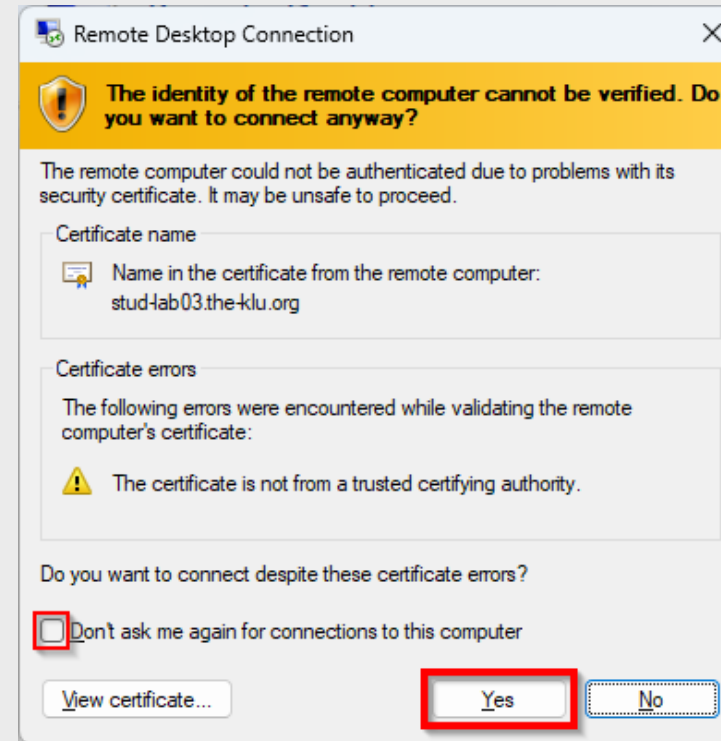 Remote Desktop Connection
The identity of the remote computer cannot be verified. Do
you want to connect anyway?
The remote computer could not be authenticated due to problems with its
security certificate. It may be unsafe to proceed.
Certificate name
Name in the certificate from the remote computer:
stud-lab03.the-klu.org
Certificate errors
The following errors were encountered while validating the remote
computer's certificate:
The certificate is not from a trusted certifying authority.
Do you want to connect despite these certificate errors?
Don't ask me again for connections to this computer
View certificate... Yes No